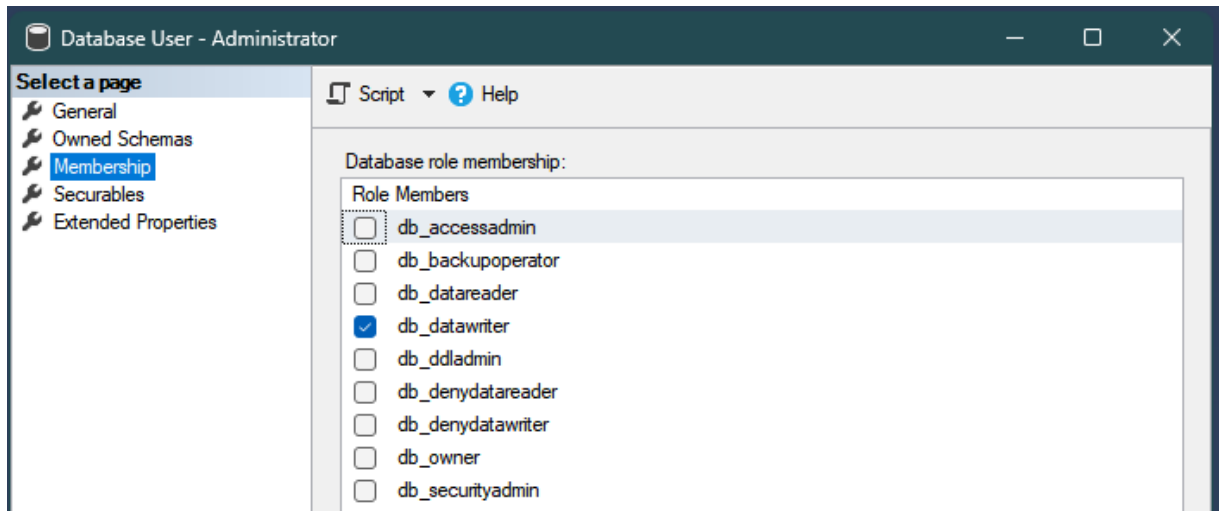 Database User - Administrator
Select a page
General
Owned Schemas
Membership
Securables
Extended Properties
Script
Help
Database role membership:
Role Members
db_accessadmin
db_backupoperator
db_datareader
db_datawriter
db_ddladmin
db_denydatareader
db_denydatawriter
db_owner
db_securityadmin